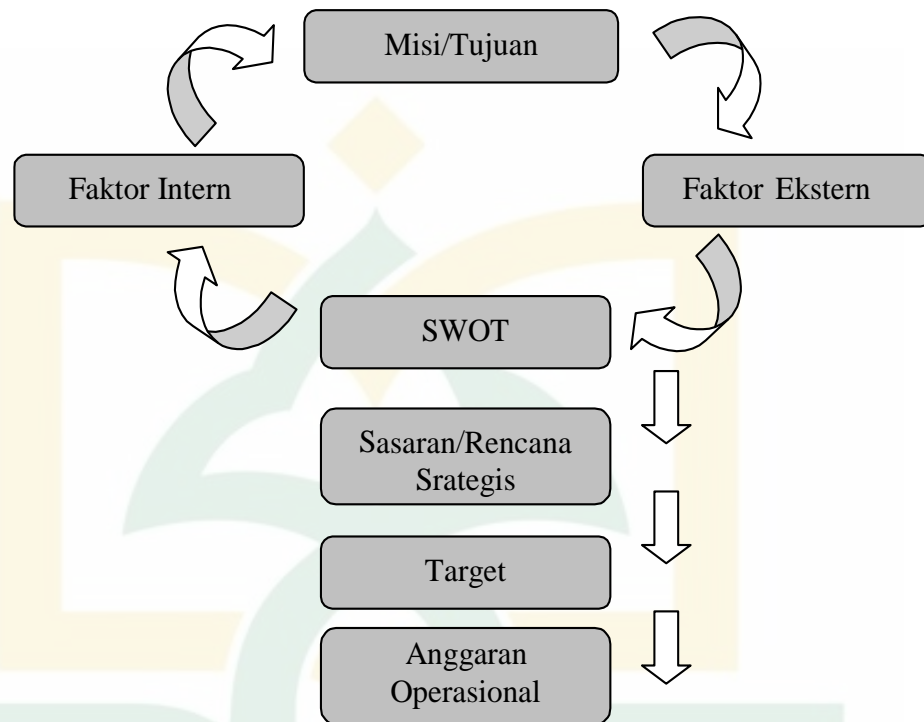 Misi/Tujuan
Faktor Intern
Faktor Ekstern
SWOT
Sasaran/Rencana
Srategis
Target
Anggaran
Operasional